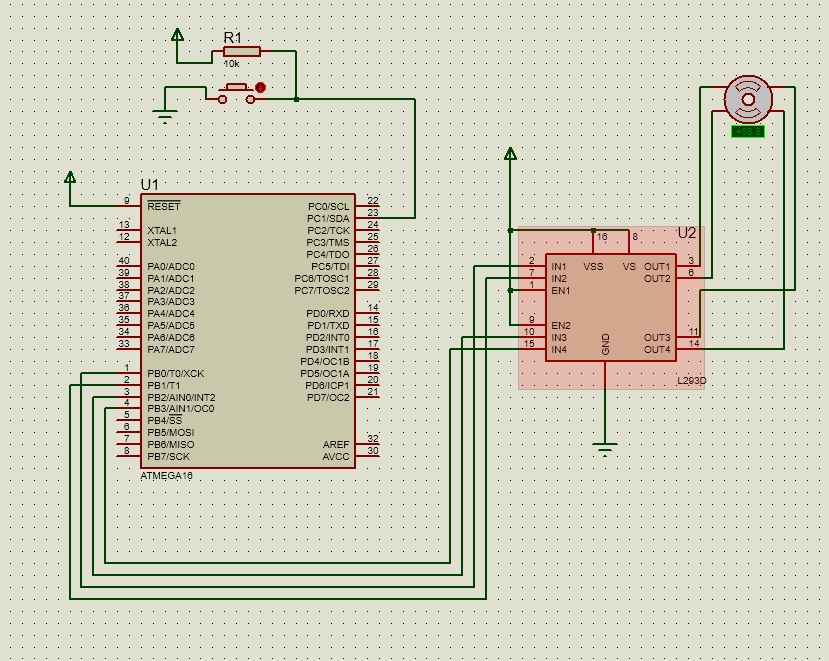 R1
10k
U1
9 RESET PC0/SCL 22
PC1/SDA 23
13 XTAL1 PC2/TCK 24
12 XTAL2 PC3/TMS 25
PC4/TDO 26
40 PA0/ADC0 PC5/TDI 27
39 PA1/ADC1 PC6/TOSC1 28
38 PA2/ADC2 PC7/TOSC2 29
37 PA3/ADC3
36 PA4/ADC4 PD0/RXD 14
35 PA5/ADC5 PD1/TXD 15
34 PA6/ADC6 PD2/INT0 16
33 PA7/ADC7 PD3/INT1 17
PD4/OC1B 18
1 PB0/T0/XCK PD5/OC1A 19
2 PB1/T1 PD6/ICP1 20
3 PB2/AIN0/INT2 PD7/OC2 21
4 PB3/AIN1/OC0
5 PB4/SS
6 PB5/MOSI
7 PB6/MISO AREF 32
8 PB7/SCK AVCC 30
ATMEGA16
U2
16 8
2 IN1 VSS VS OUT1 3
7 IN2 OUT2 6
1 EN1
9 EN2
10 IN3 OUT3 11
15 IN4 GND OUT4 14
L293D